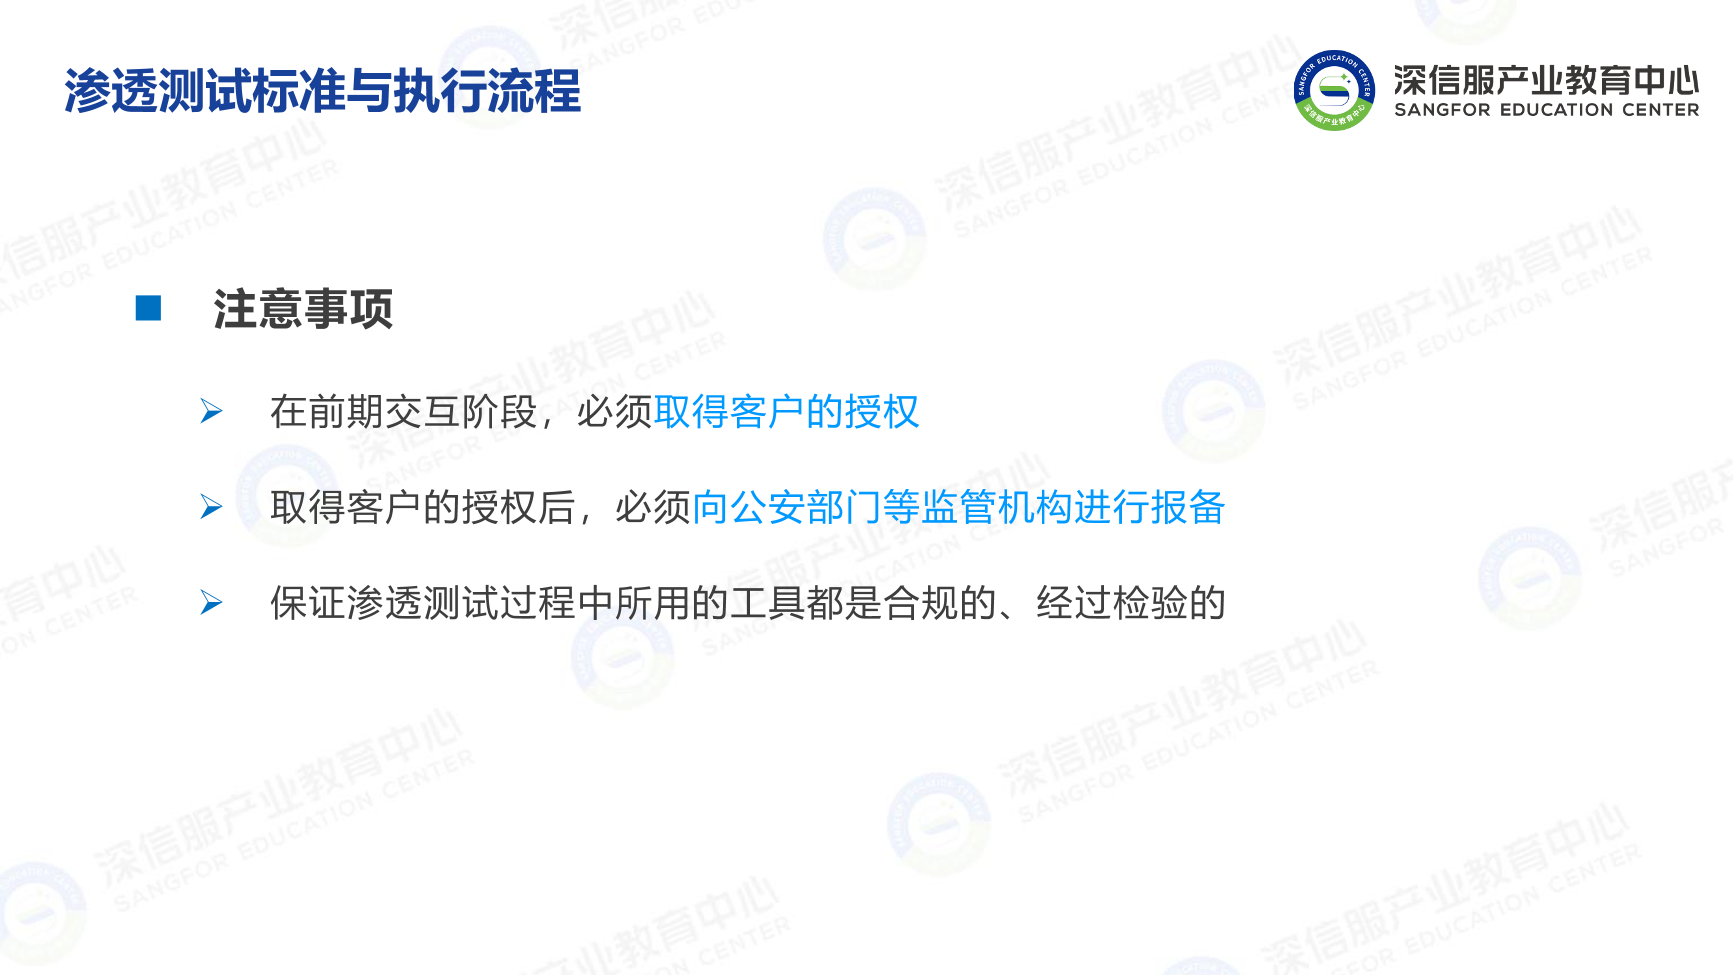 渗透测试标准与执行流程
深信服产业教育中心
SANGFOR EDUCATION CENTER
注意事项
在前期交互阶段，必须取得客户的授权
取得客户的授权后，必须向公安部门等监管机构进行报备
保证渗透测试过程中所用的工具都是合规的、经过检验的